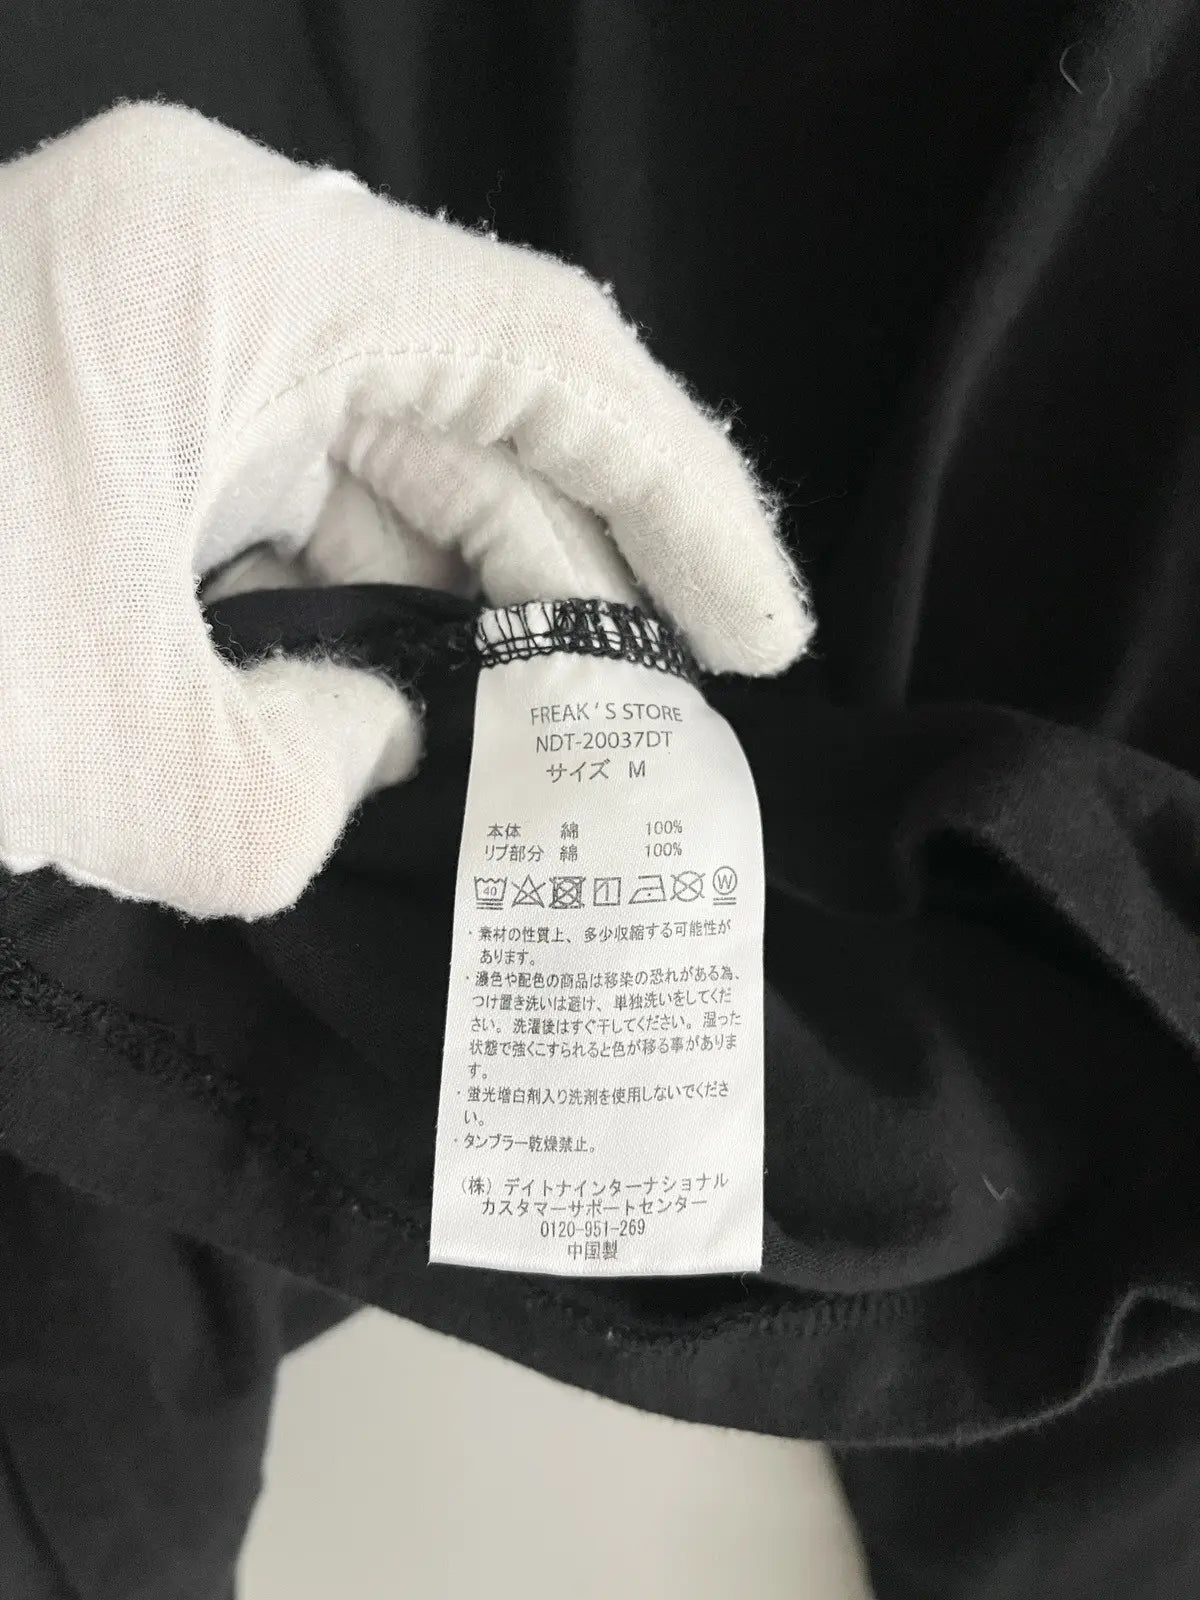 FREAK'S STORE
NDT-20037DT
サイズ M
本体 綿 100%
リブ部分 綿 100%
40 W
・素材の性質上、多少収縮する可能性が
あります。
・濃色や配色の商品は移染の恐れがある為、
つけ置き洗いは避け、単独洗いをしてくだ
さい。洗濯後はすぐ干してください。湿った
状態で強くこすられると色が移る事がありま
す。
・蛍光増白剤入り洗剤を使用しないでくださ
い。
・タンブラー乾燥禁止。
(株)デイトナインターナショナル
カスタマーサポートセンター
0120-951-269
中国製